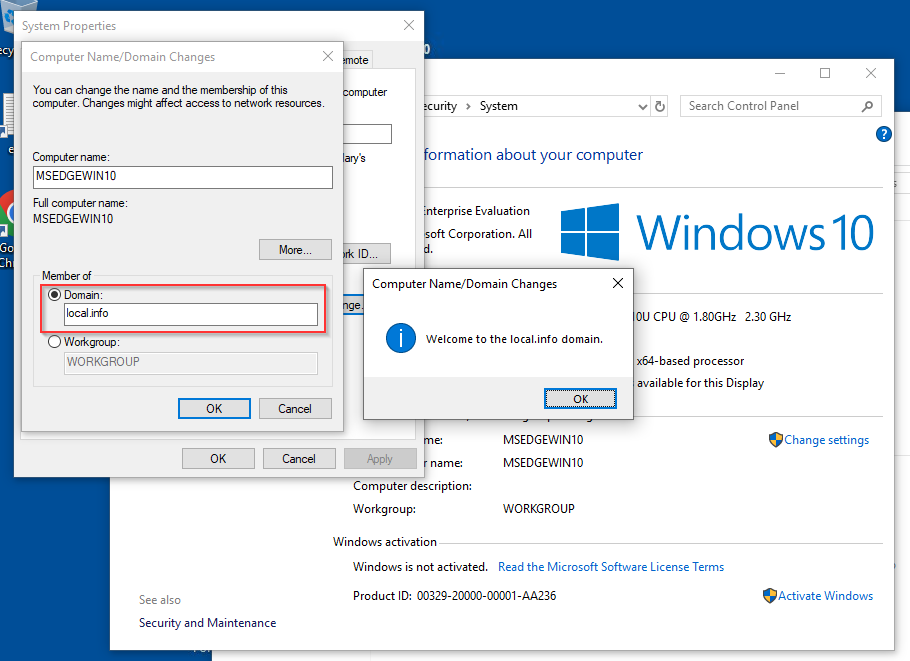 System Properties
Computer Name/Domain Changes
You can change the name and the membership of this
computer. Changes might affect access to network resources.
Computer name:
MSEDGEWIN10
Full computer name:
MSEDGEWIN10
More...
Member of
Domain:
local.info
Workgroup:
WORKGROUP
OK
Cancel
OK
Cancel
Apply
emote
computer
ary's
ork ID...
nge.
Computer Name/Domain Changes
Welcome to the local.info domain.
OK
ecurity > System
Search Control Panel
?
formation about your computer
Enterprise Evaluation
soft Corporation. All
d.
Windows 10
0U CPU @ 1.80GHz 2.30 GHz
x64-based processor
available for this Display
me: MSEDGEWIN10
Change settings
r name: MSEDGEWIN10
Computer description:
Workgroup: WORKGROUP
Windows activation
Windows is not activated. Read the Microsoft Software License Terms
Product ID: 00329-20000-00001-AA236
Activate Windows
See also
Security and Maintenance